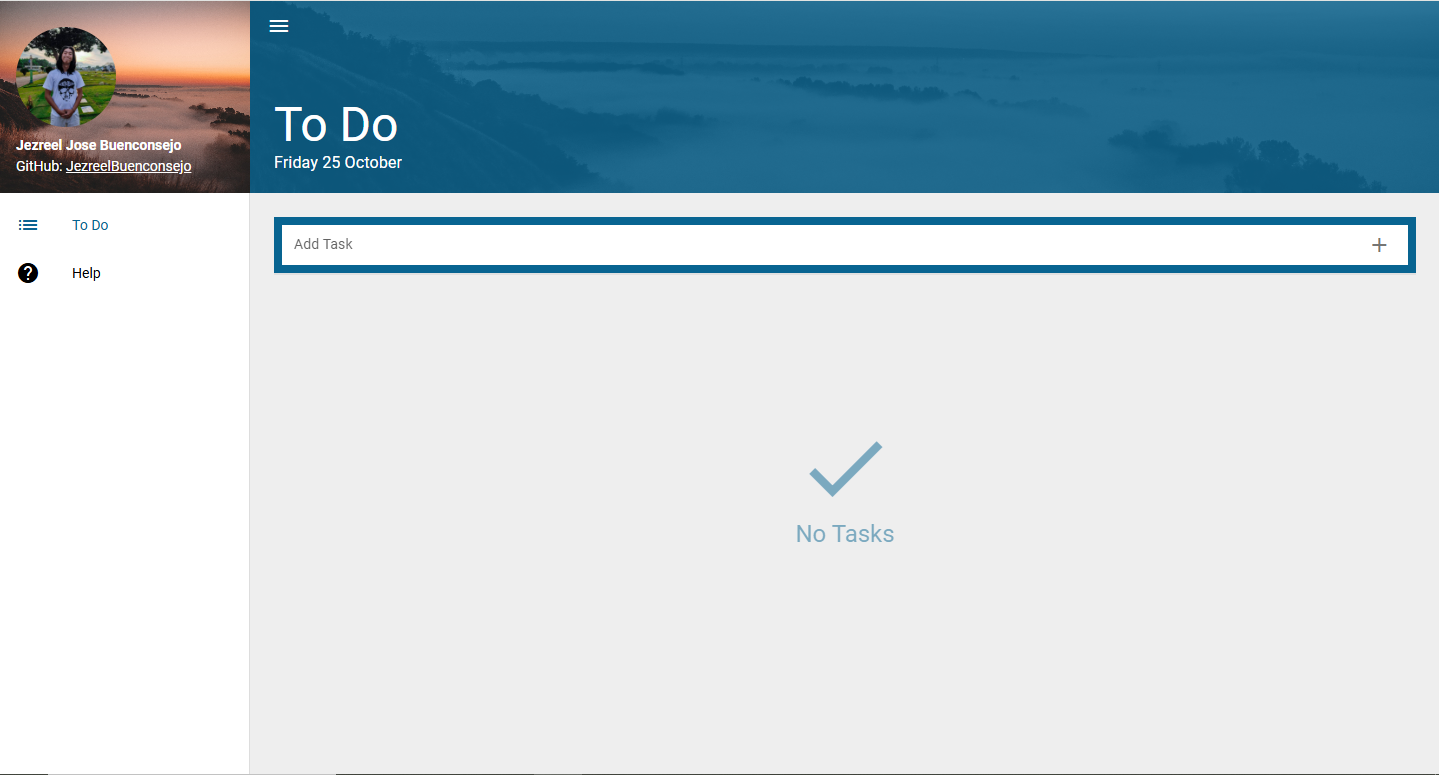 Jezreel Jose Buenconsejo
GitHub: JezreelBuenconsejo
To Do
Help
To Do
Friday 25 October
Add Task
No Tasks